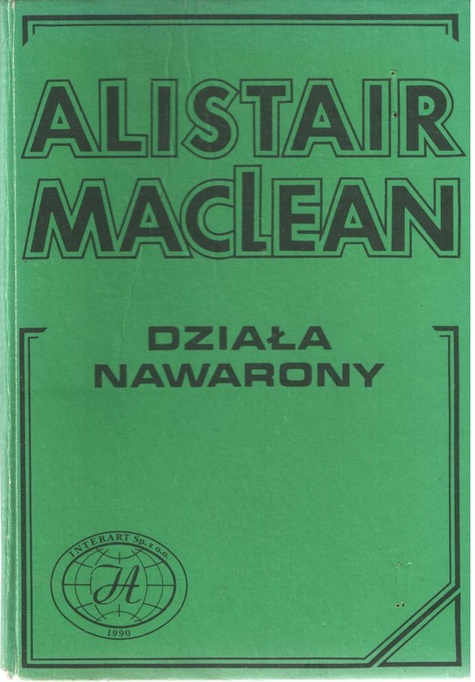 ALISTAIR
MACLEAN
DZIAŁA
NAWARONY
INTERART Sp. z o.o.
IA
1990